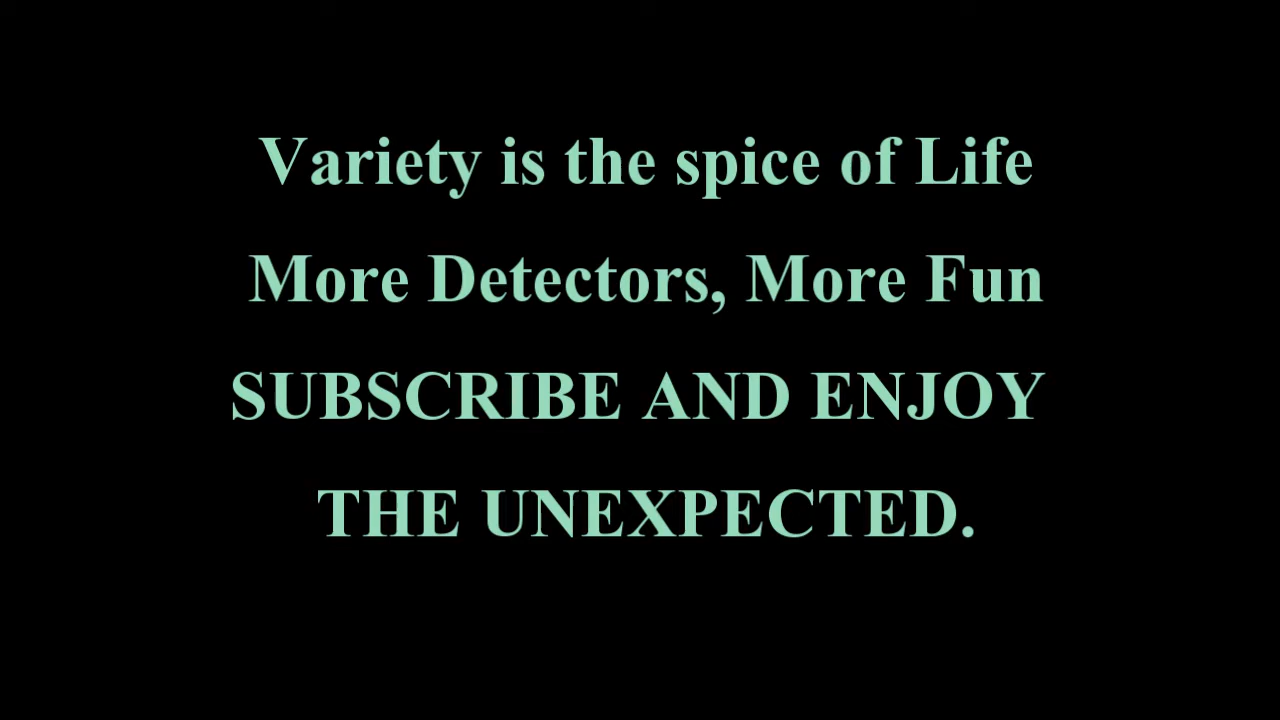 Variety is the spice of Life
More Detectors, More Fun
SUBSCRIBE AND ENJOY
THE UNEXPECTED.